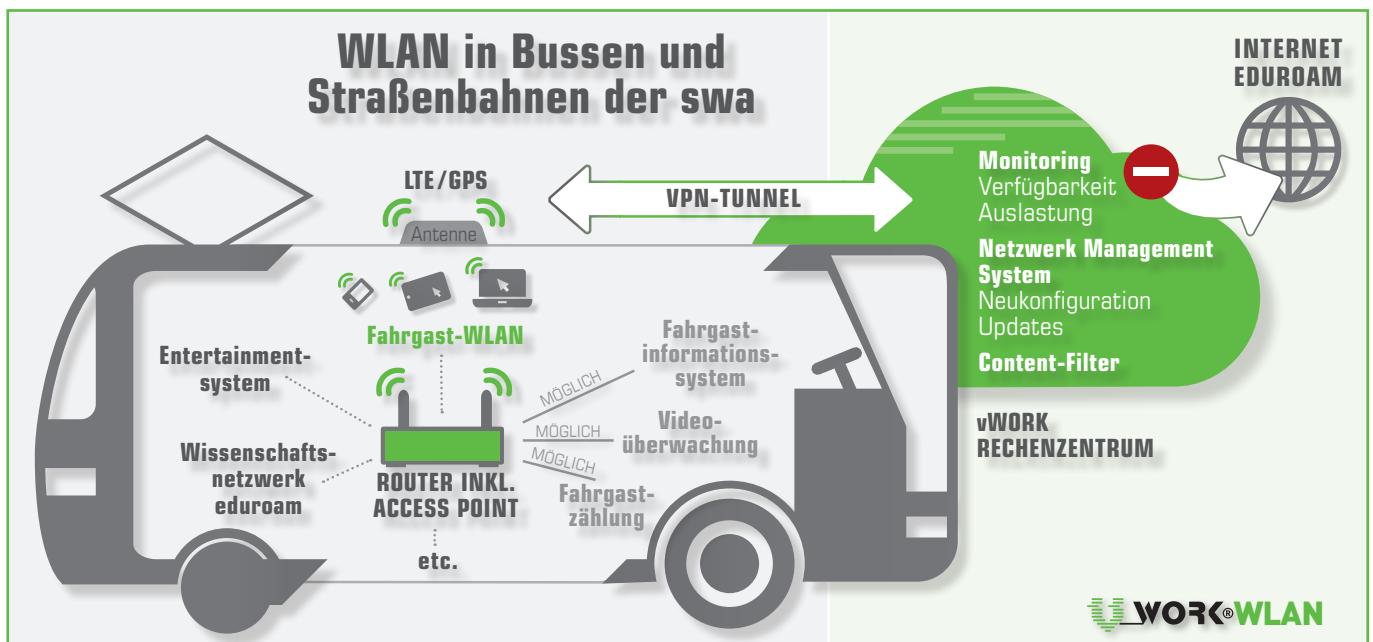 WLAN in Bussen und
Straßenbahnen der swa
INTERNET
EDUROAM
LTE/GPS
Antenne
VPN-TUNNEL
Monitoring
Verfügbarkeit
Auslastung
Netzwerk Management
System
Neukonfiguration
Updates
Content-Filter
vWORK
RECHENZENTRUM
Fahrgast-WLAN
Entertainment-
system
Wissenschafts-
netzwerk
eduroam
ROUTER INKL.
ACCESS POINT
etc.
MÖGLICH
Fahrgast-
informations-
system
MÖGLICH
Video-
überwachung
MÖGLICH
Fahrgast-
zählung
v_WORK®WLAN